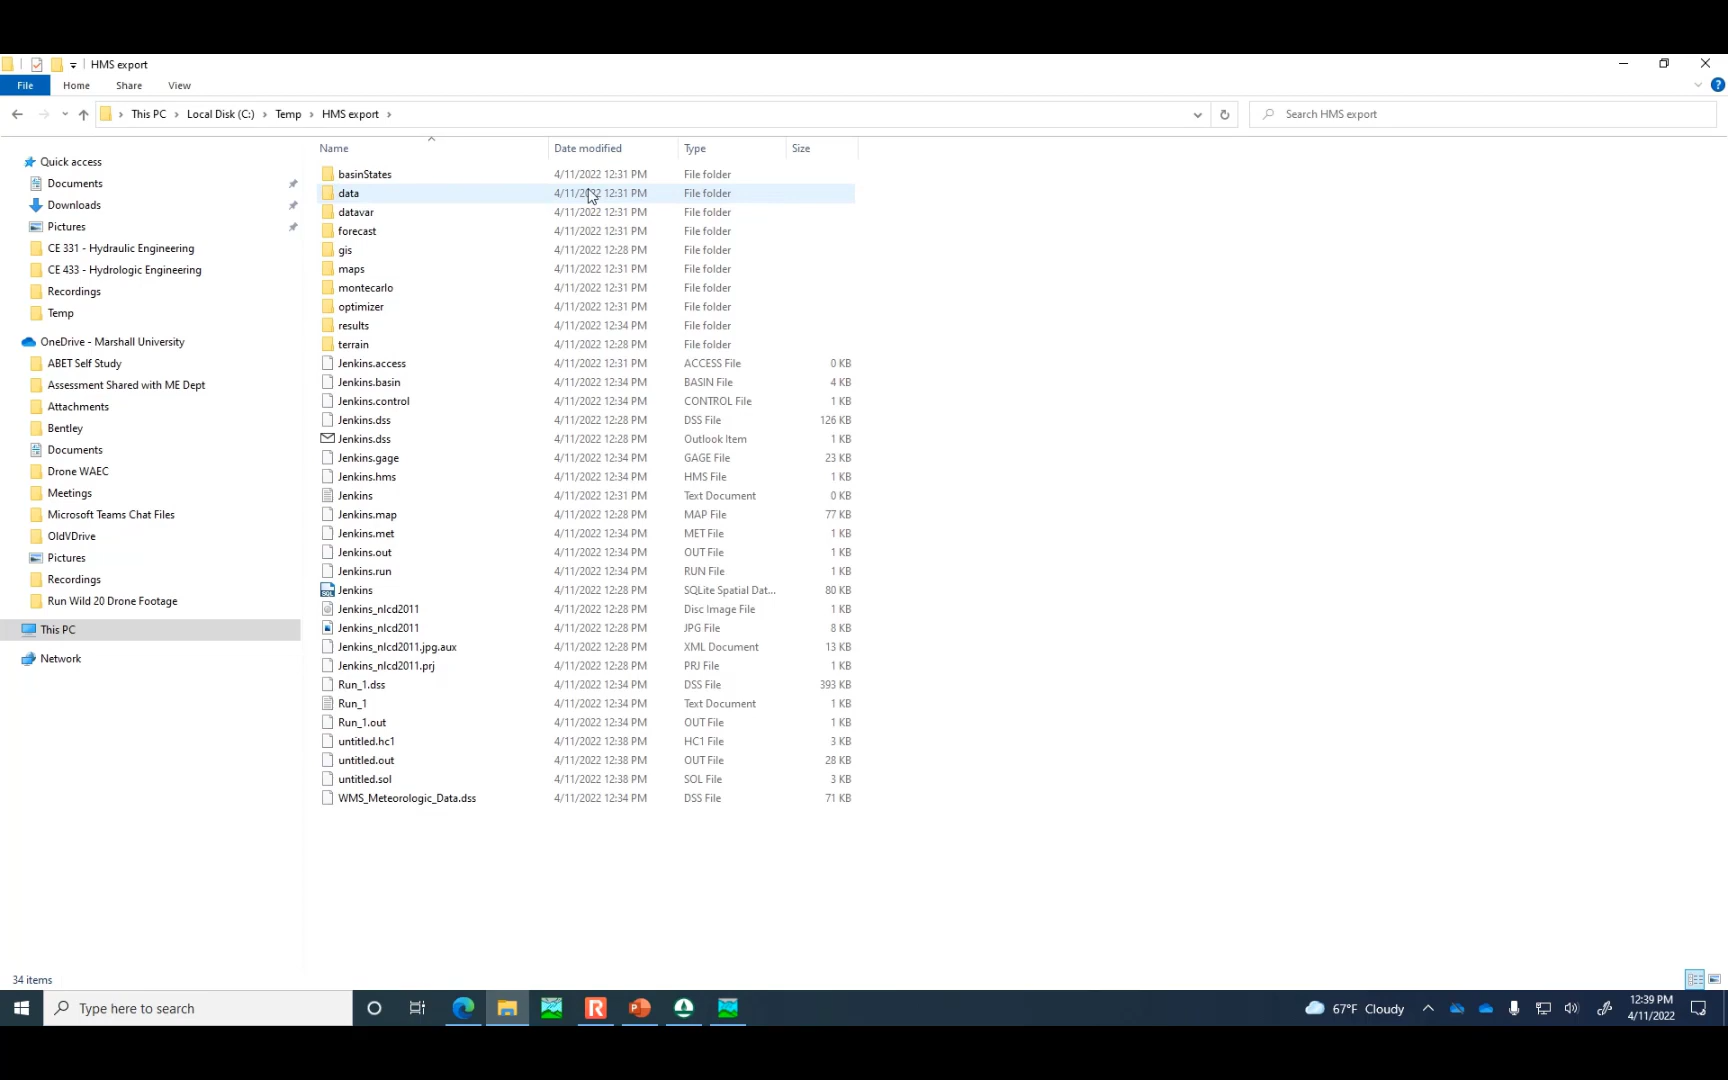 HMS export
File Home Share View
This PC Local Disk (C:) Temp HMS export Search HMS export
Name Date modified Type Size
Quick access
Documents
Downloads
Pictures
CE 331 - Hydraulic Engineering
CE 433 - Hydrologic Engineering
Recordings
Temp
OneDrive - Marshall University
ABET Self Study
Assessment Shared with ME Dept
Attachments
Bentley
Documents
Drone WAEC
Meetings
Microsoft Teams Chat Files
OldVDrive
Pictures
Recordings
Run Wild 20 Drone Footage
This PC
Network
basinStates 4/11/2022 12:31 PM File folder
data 4/11/2022 12:31 PM File folder
datavar 4/11/2022 12:31 PM File folder
forecast 4/11/2022 12:31 PM File folder
gis 4/11/2022 12:28 PM File folder
maps 4/11/2022 12:31 PM File folder
montecarlo 4/11/2022 12:31 PM File folder
optimizer 4/11/2022 12:31 PM File folder
results 4/11/2022 12:34 PM File folder
terrain 4/11/2022 12:28 PM File folder
Jenkins.access 4/11/2022 12:31 PM ACCESS File 0 KB
Jenkins.basin 4/11/2022 12:34 PM BASIN File 4 KB
Jenkins.control 4/11/2022 12:34 PM CONTROL File 1 KB
Jenkins.dss 4/11/2022 12:28 PM DSS File 126 KB
Jenkins.dss 4/11/2022 12:28 PM Outlook Item 1 KB
Jenkins.gage 4/11/2022 12:34 PM GAGE File 23 KB
Jenkins.hms 4/11/2022 12:34 PM HMS File 1 KB
Jenkins 4/11/2022 12:31 PM Text Document 0 KB
Jenkins.map 4/11/2022 12:28 PM MAP File 77 KB
Jenkins.met 4/11/2022 12:34 PM MET File 1 KB
Jenkins.out 4/11/2022 12:34 PM OUT File 1 KB
Jenkins.run 4/11/2022 12:34 PM RUN File 1 KB
Jenkins 4/11/2022 12:28 PM SQLite Spatial Dat... 80 KB
Jenkins_nlcd2011 4/11/2022 12:28 PM Disc Image File 1 KB
Jenkins_nlcd2011 4/11/2022 12:28 PM JPG File 8 KB
Jenkins_nlcd2011.jpg.aux 4/11/2022 12:28 PM XML Document 13 KB
Jenkins_nlcd2011.prj 4/11/2022 12:28 PM PRJ File 1 KB
Run_1.dss 4/11/2022 12:34 PM DSS File 393 KB
Run_1 4/11/2022 12:34 PM Text Document 1 KB
Run_1.out 4/11/2022 12:34 PM OUT File 1 KB
untitled.hc1 4/11/2022 12:38 PM HC1 File 3 KB
untitled.out 4/11/2022 12:38 PM OUT File 28 KB
untitled.sol 4/11/2022 12:38 PM SOL File 3 KB
WMS_Meteorologic_Data.dss 4/11/2022 12:34 PM DSS File 71 KB
34 items
Type here to search
67°F Cloudy
12:39 PM
4/11/2022